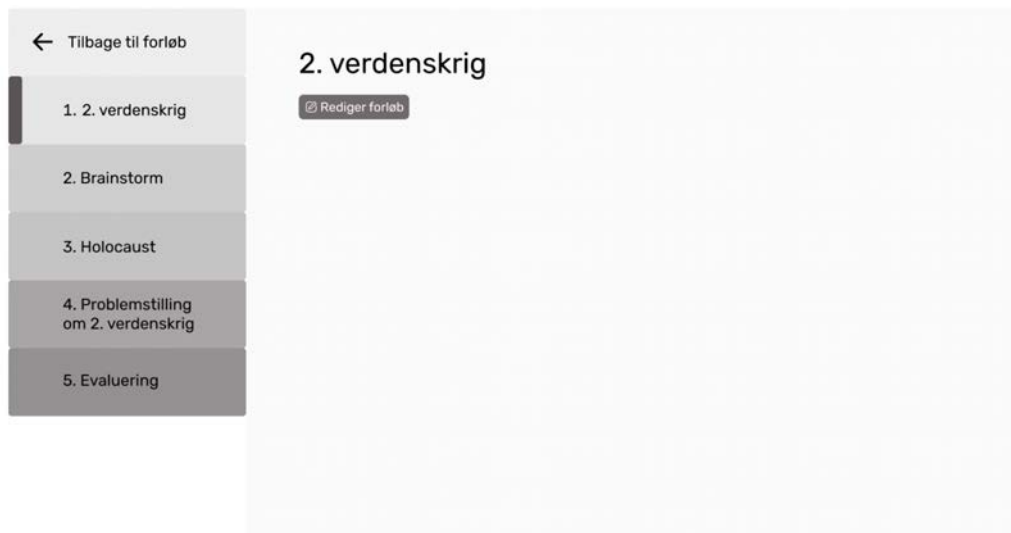 Tilbage til forløb
1. 2. verdenskrig
2. Brainstorm
3. Holocaust
4. Problemstilling
om 2. verdenskrig
5. Evaluering
2. verdenskrig
Rediger forløb